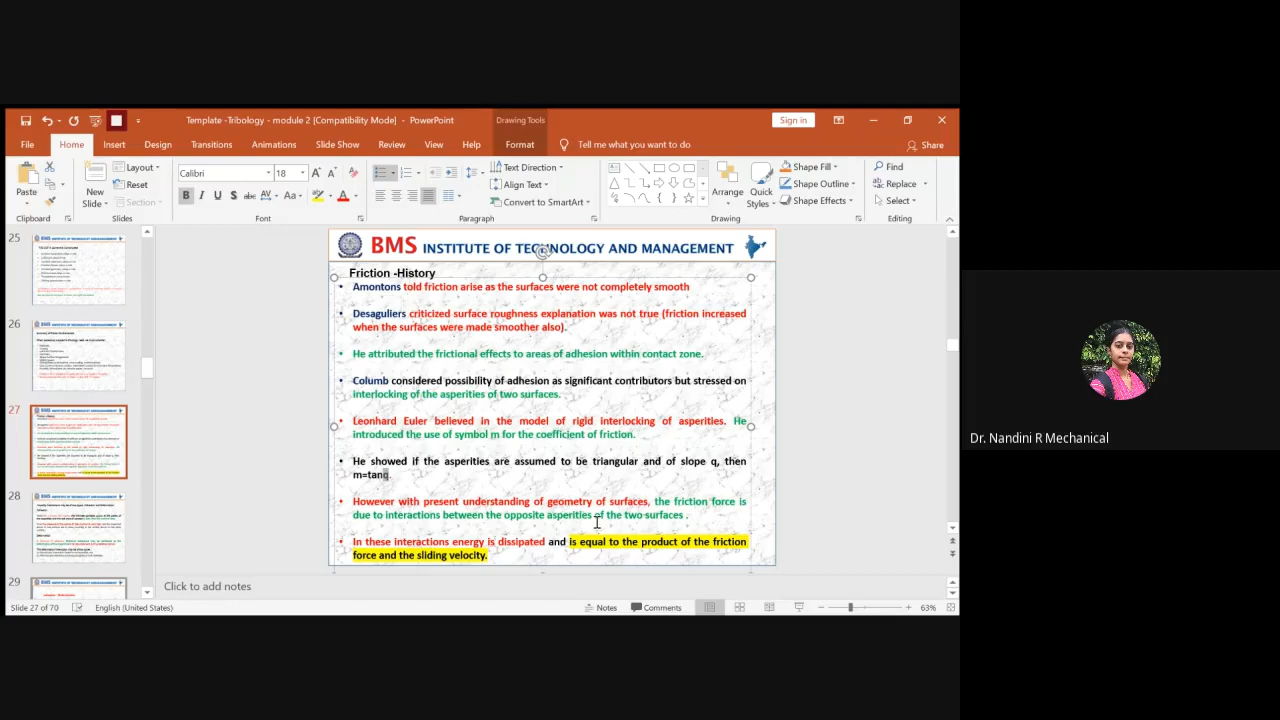 Template -Tribology - module 2 [Compatibility Mode] - PowerPoint
Drawing Tools
Sign in
File Home Insert Design Transitions Animations Slide Show Review View Help Format Tell me what you want to do Share
Paste
New Slide
Layout
Reset
Section
Calibri 18
Text Direction
Align Text
Convert to SmartArt
Arrange
Quick Styles
Shape Fill
Shape Outline
Shape Effects
Find
Replace
Select
Clipboard Slides Font Paragraph Drawing Editing
25
26
27
28
29
BMS INSTITUTE OF TECHNOLOGY AND MANAGEMENT
Friction -History
• Amontons told friction arise as the surfaces were not completely smooth
• Desaguliers criticized surface roughness explanation was not true (friction increased
when the surfaces were made smoother also).
• He attributed the frictional effects to areas of adhesion within contact zone.
• Columb considered possibility of adhesion as significant contributors but stressed on
interlocking of the asperities of two surfaces.
Leonhard Euler believed in the model of rigid interlocking of asperities. He
introduced the use of symbol for the coefficient of friction.
He showed if the asperities are assumed to be triangular and of slope q, then
m=tanq.
• However with present understanding of geometry of surfaces, the friction force is
due to interactions between the opposite asperities of the two surfaces .
• In these interactions energy is dissipated and is equal to the product of the friction
force and the sliding velocity.
Click to add notes
Slide 27 of 70 English (United States) Notes Comments 63%
Dr. Nandini R Mechanical